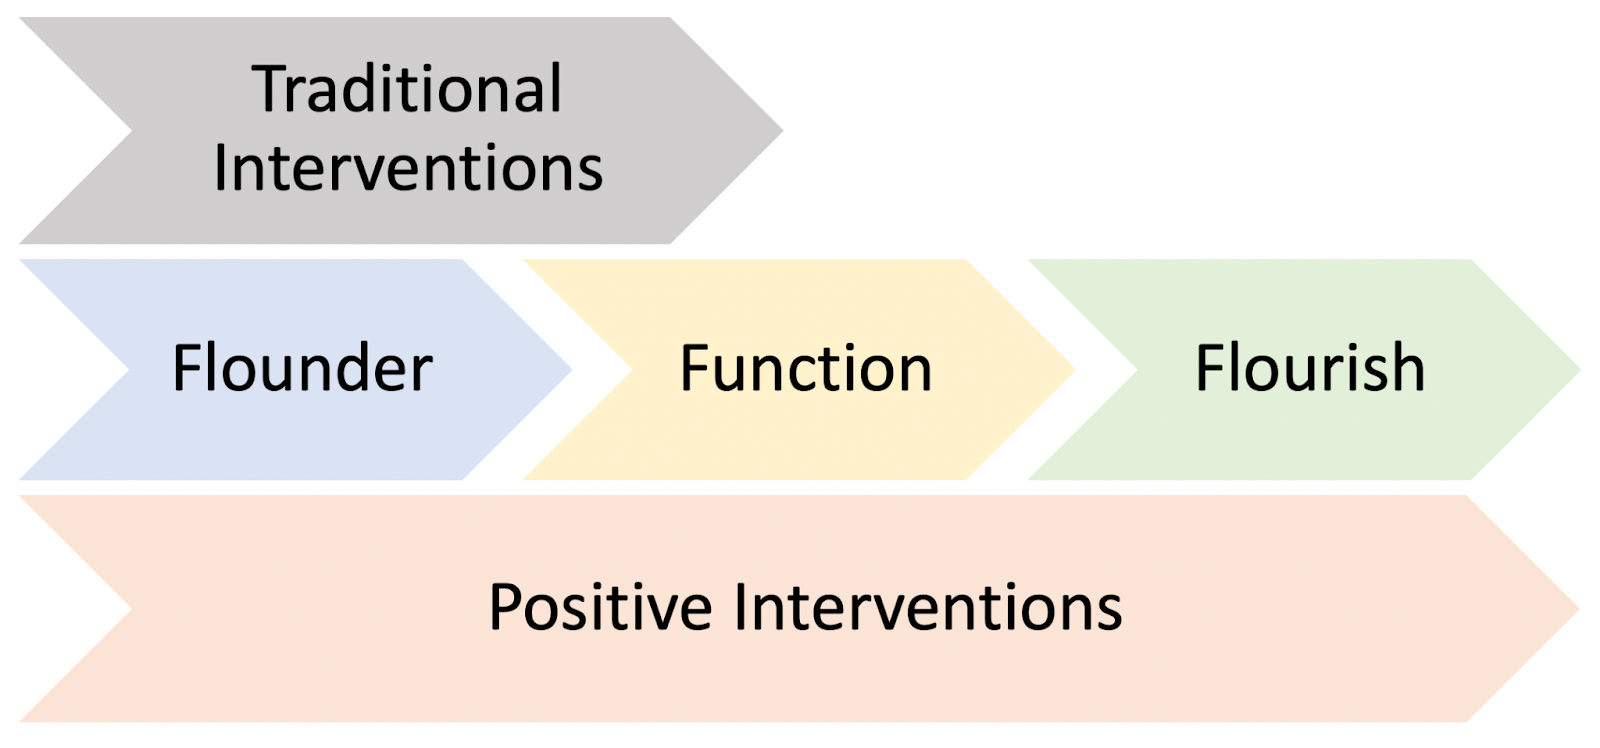 Traditional
Interventions
Flounder
Function
Flourish
Positive Interventions